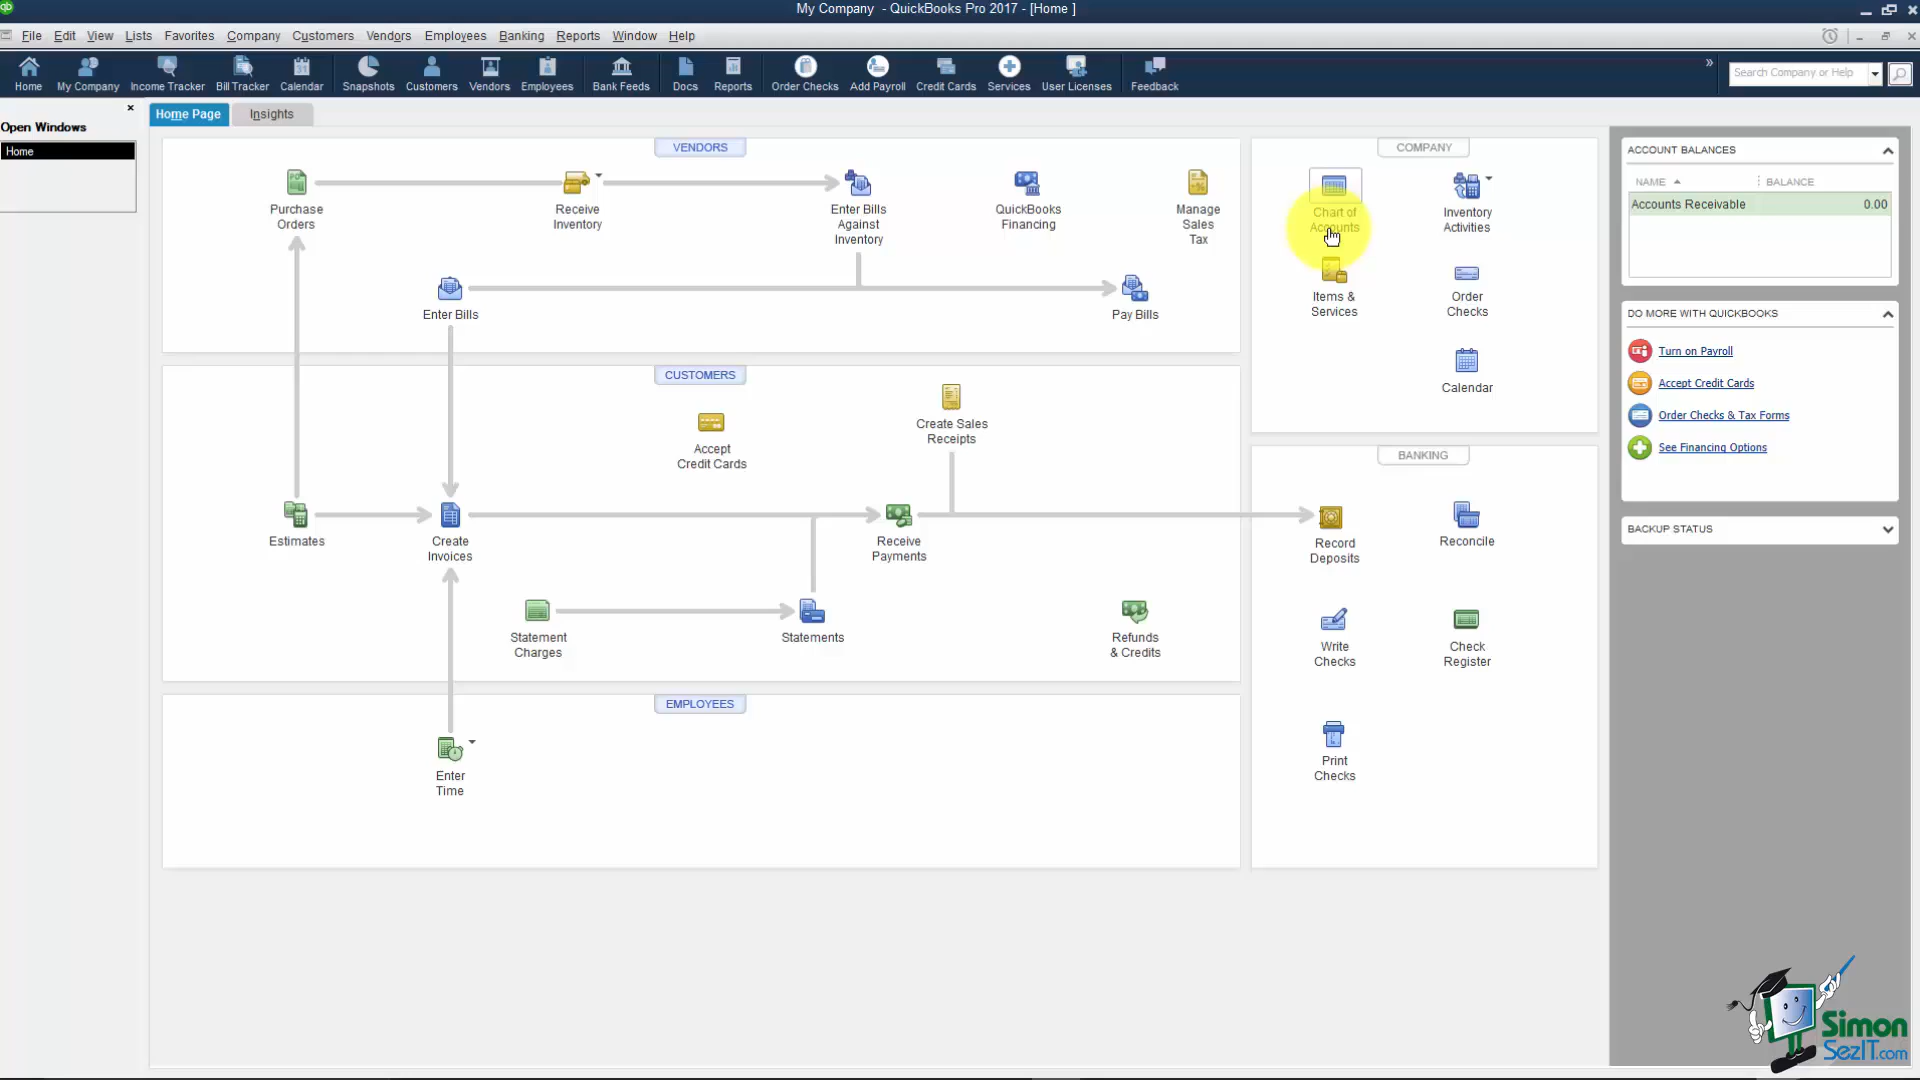 My Company - QuickBooks Pro 2017 - [Home ]
File Edit View Lists Favorites Company Customers Vendors Employees Banking Reports Window Help
Home My Company Income Tracker Bill Tracker Calendar Snapshots Customers Vendors Employees Bank Feeds Docs Reports Order Checks Add Payroll Credit Cards Services User Licenses Feedback
Search Company or Help
Open Windows
Home
Home Page
Insights
VENDORS
Purchase
Orders
Receive
Inventory
Enter Bills
Against
Inventory
QuickBooks
Financing
Manage
Sales
Tax
Enter Bills
Pay Bills
CUSTOMERS
Accept
Credit Cards
Create Sales
Receipts
Estimates
Create
Invoices
Receive
Payments
Statement
Charges
Statements
Refunds
& Credits
EMPLOYEES
Enter
Time
COMPANY
Chart of
Accounts
Inventory
Activities
Items &
Services
Order
Checks
Calendar
BANKING
Record
Deposits
Reconcile
Write
Checks
Check
Register
Print
Checks
ACCOUNT BALANCES
NAME BALANCE
Accounts Receivable 0.00
DO MORE WITH QUICKBOOKS
Turn on Payroll
Accept Credit Cards
Order Checks & Tax Forms
See Financing Options
BACKUP STATUS
Simon
SezIT.com
qb